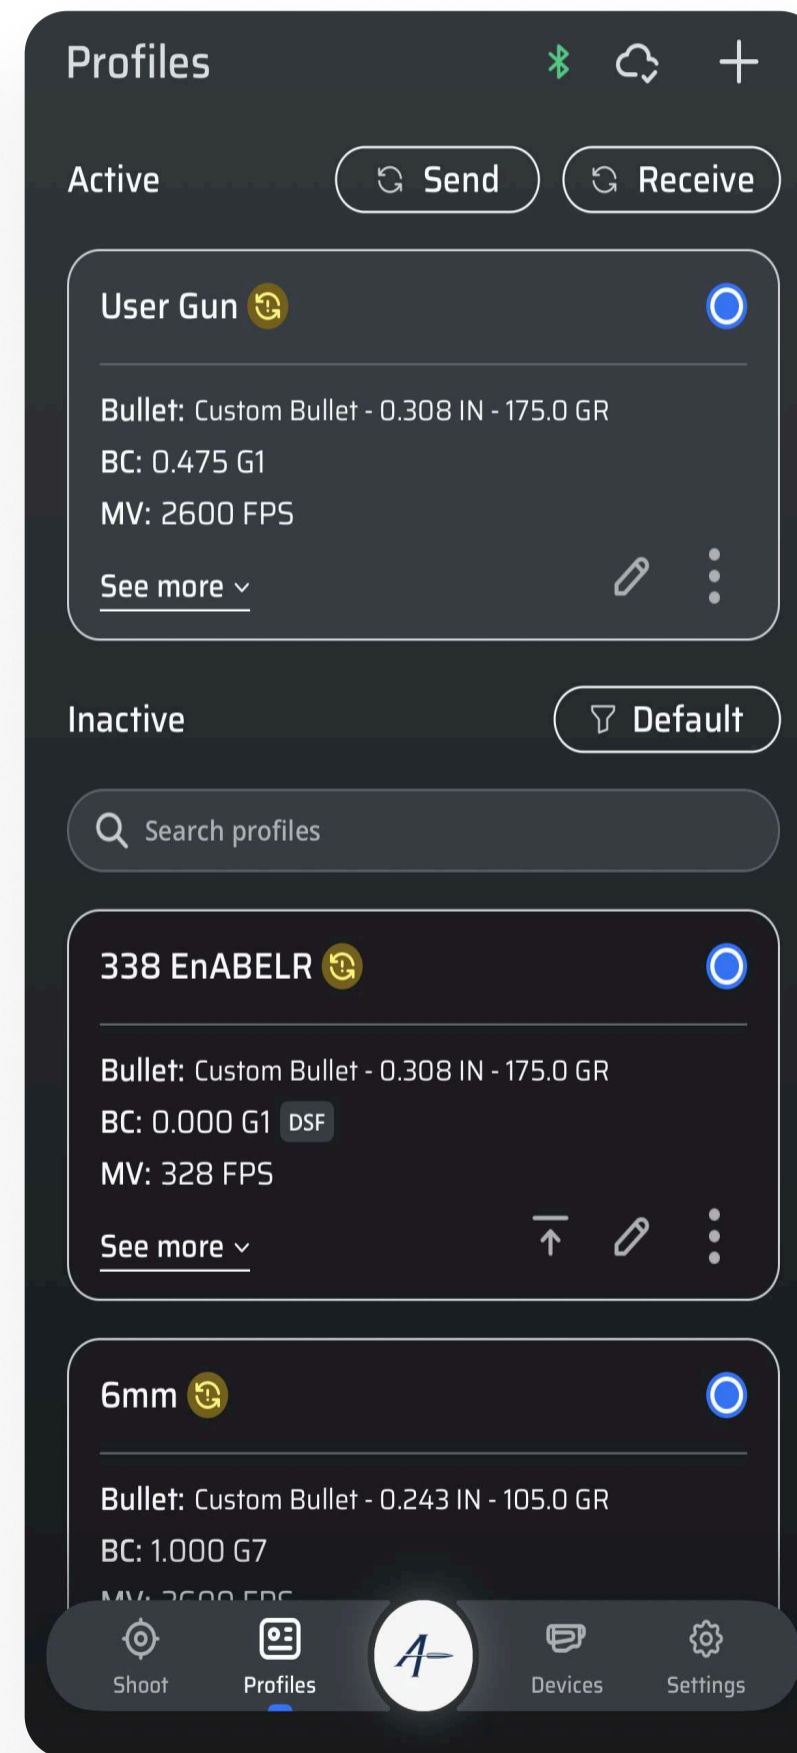 Profiles
Active
Send
Receive
User Gun
Bullet: Custom Bullet - 0.308 IN - 175.0 GR
BC: 0.475 G1
MV: 2600 FPS
See more
Inactive
Default
Search profiles
338 EnABELR
Bullet: Custom Bullet - 0.308 IN - 175.0 GR
BC: 0.000 G1 DSF
MV: 328 FPS
See more
6mm
Bullet: Custom Bullet - 0.243 IN - 105.0 GR
BC: 1.000 G7
MV:
Shoot
Profiles
A
Devices
Settings